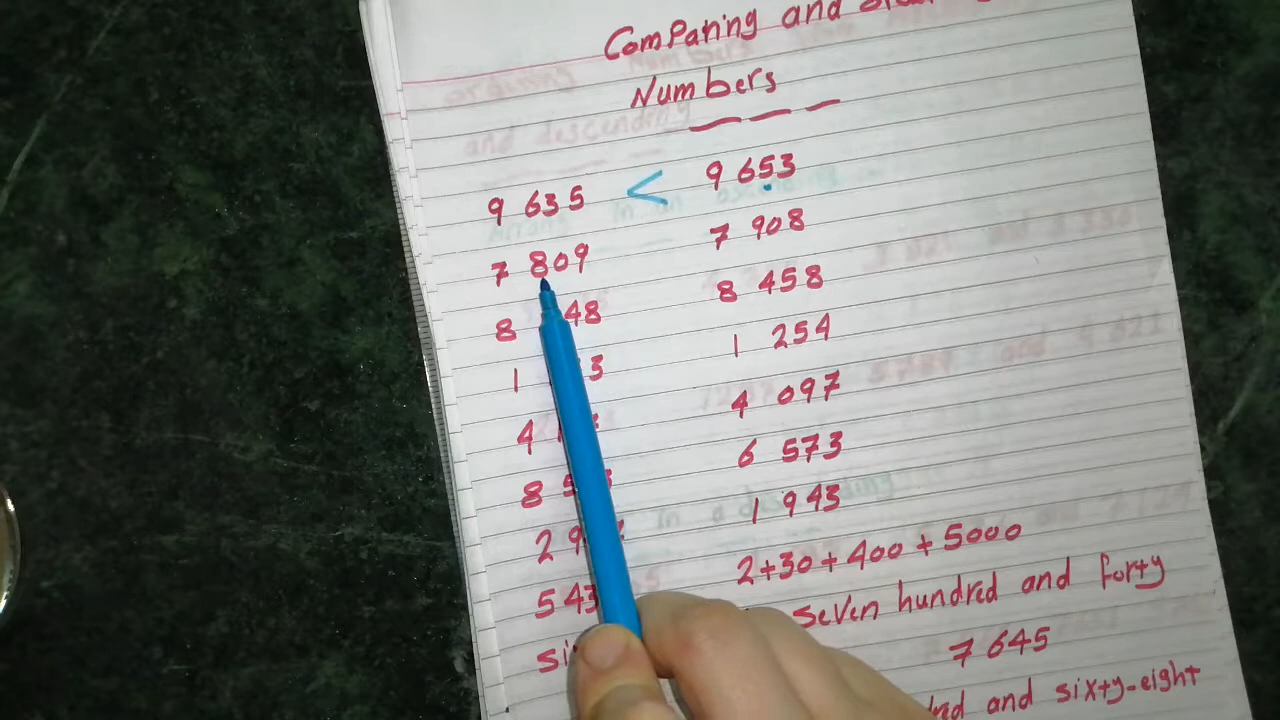 Comparing and
Numbers
9 635 < 9 653
7 809 7 908
8 48 8 458
1 3 1 254
4 4 097
8 5 6 573
2 9 1 943
543 2+30+400+5000
seven hundred and forty
7 645
and sixty-eight